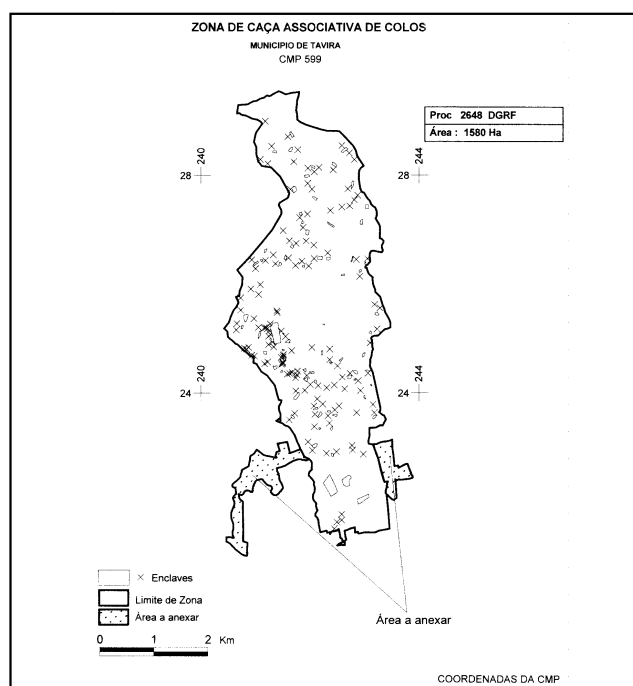 ZONA DE CAÇA ASSOCIATIVA DE COLOS
MUNICIPIO DE TAVIRA
CMP 599
Proc 2648 DGRF
Área : 1580 Ha
240
244
28
28
240
244
24
24
Enclaves
Limite de Zona
Área a anexar
0 1 2 Km
Área a anexar
COORDENADAS DA CMP